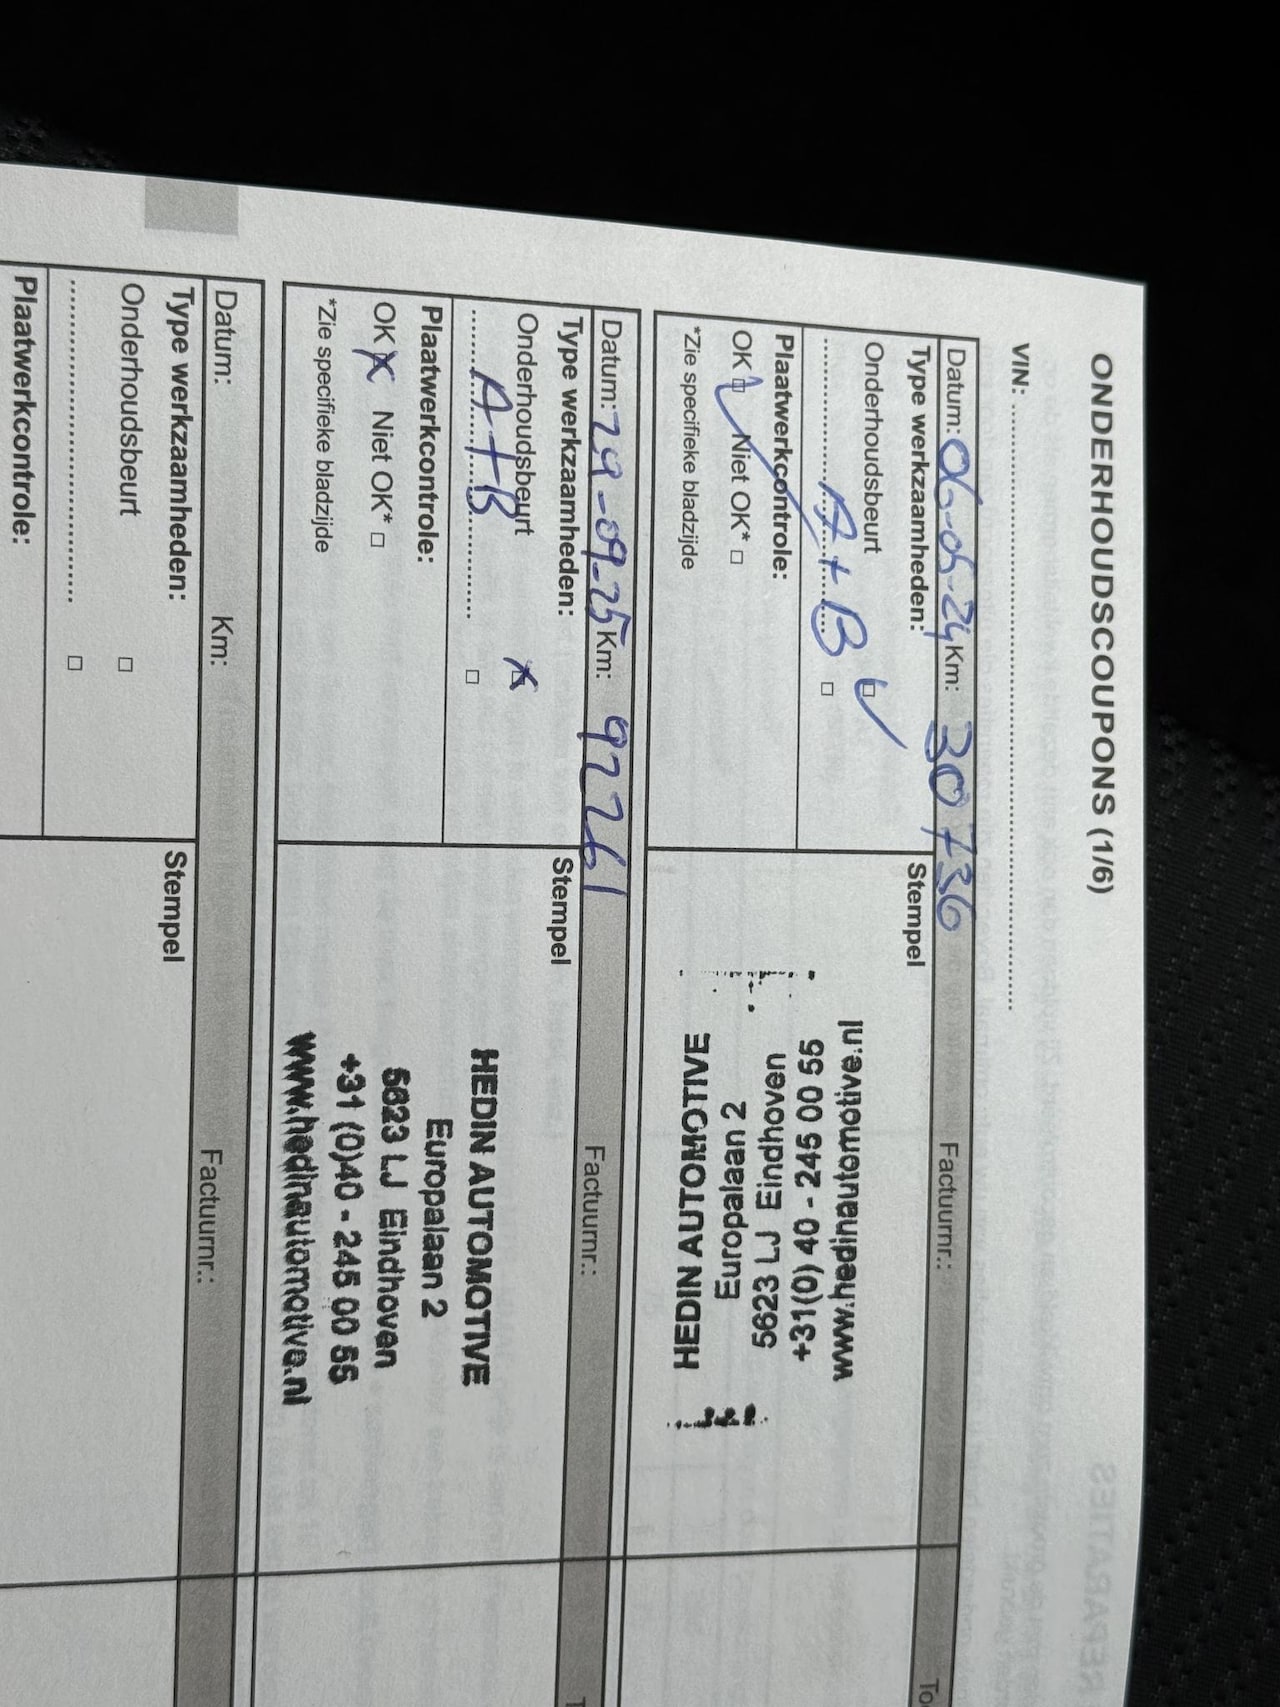 ONDERHOUDSCOUPONS (1/6)
VIN: ........................................
Datum: 06-05-24 Km: 30736 Factuurnr.:
Type werkzaamheden:
Onderhoudsbeurt
A+B
Plaatwerkcontrole:
OK Niet OK*
*Zie specifieke bladzijde
Stempel
www.hedinautomotive.nl
+31(0) 40 - 245 00 55
5623 LJ Eindhoven
Europalaan 2
HEDIN AUTOMOTIVE
Datum: 29-09-25 Km: 97261 Factuurnr.:
Type werkzaamheden:
Onderhoudsbeurt
A+B
Plaatwerkcontrole:
OK Niet OK*
*Zie specifieke bladzijde
Stempel
HEDIN AUTOMOTIVE
Europalaan 2
5623 LJ Eindhoven
+31 (0)40 - 245 00 55
www.hedinautomotive.nl
Datum: Km: Factuurnr.:
Type werkzaamheden:
Onderhoudsbeurt
........................................
Plaatwerkcontrole:
Stempel